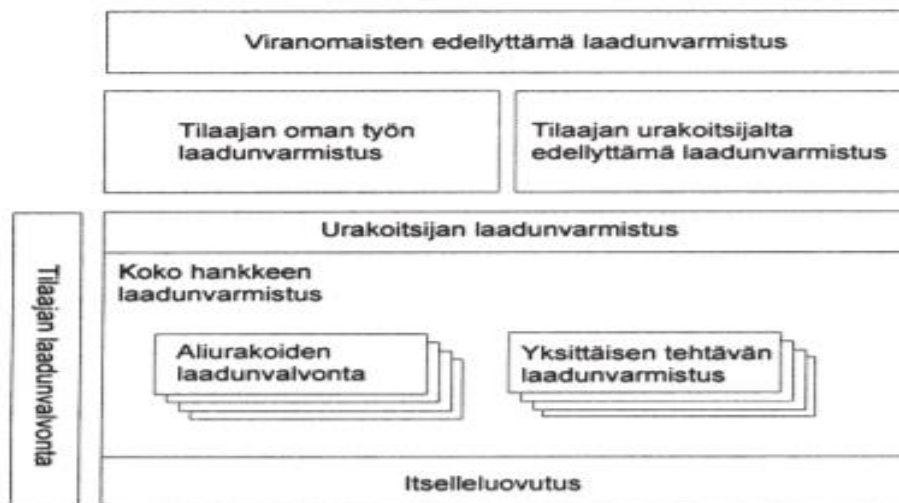 Viranomaisten edellyttämä laadunvarmistus
Tilaajan oman työn
laadunvarmistus
Tilaajan urakoitsijalta
edellyttämä laadunvarmistus
Tilaajan laadunvalvonta
Urakoitsijan laadunvarmistus
Koko hankkeen
laadunvarmistus
Aliurakoiden
laadunvalvonta
Yksittäisen tehtävän
laadunvarmistus
Itselleluovutus